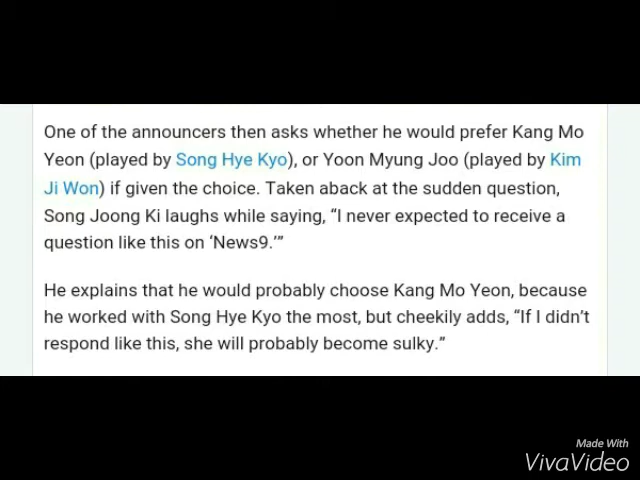 One of the announcers then asks whether he would prefer Kang Mo
Yeon (played by Song Hye Kyo), or Yoon Myung Joo (played by Kim
Ji Won) if given the choice. Taken aback at the sudden question,
Song Joong Ki laughs while saying, “I never expected to receive a
question like this on ‘News9.’”
He explains that he would probably choose Kang Mo Yeon, because
he worked with Song Hye Kyo the most, but cheekily adds, “If I didn’t
respond like this, she will probably become sulky.”
Made With
VivaVideo